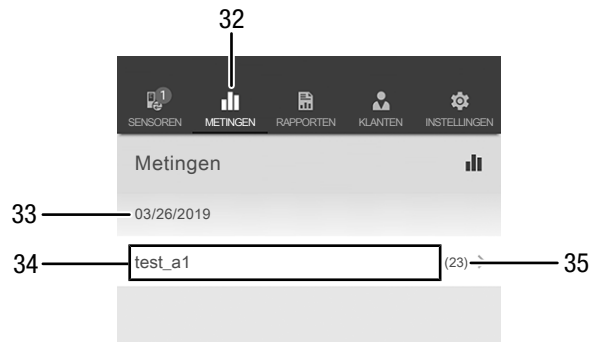 32
1
SENSOREN METINGEN RAPPORTEN KLANTEN INSTELLINGEN
Metingen
33 03/26/2019
34 test_a1 (23) 35